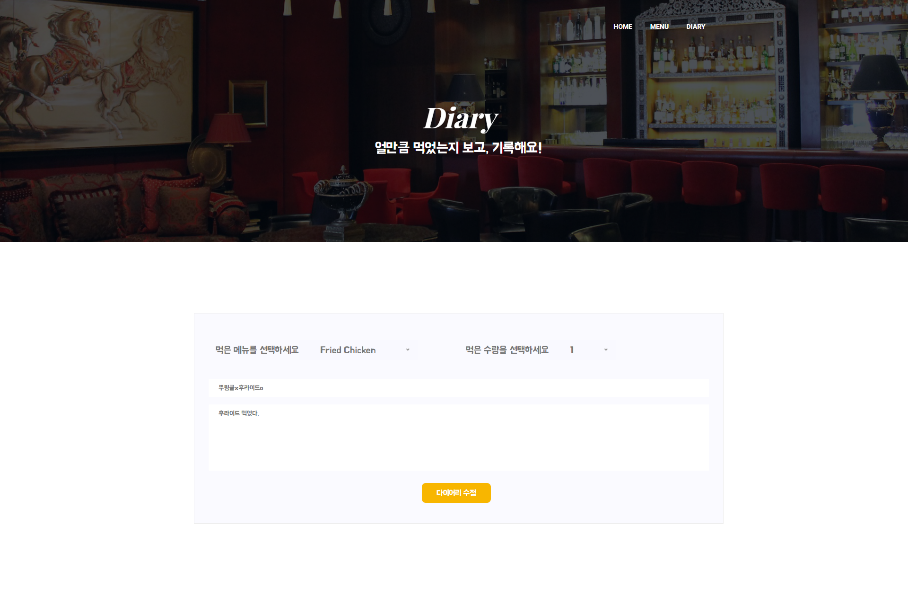 HOME MENU DIARY
Diary
얼만큼 먹었는지 보고, 기록해요!
먹은 메뉴를 선택하세요 Fried Chicken 먹은 수량을 선택하세요 1
후라이드 먹었다.
다이어리 수정